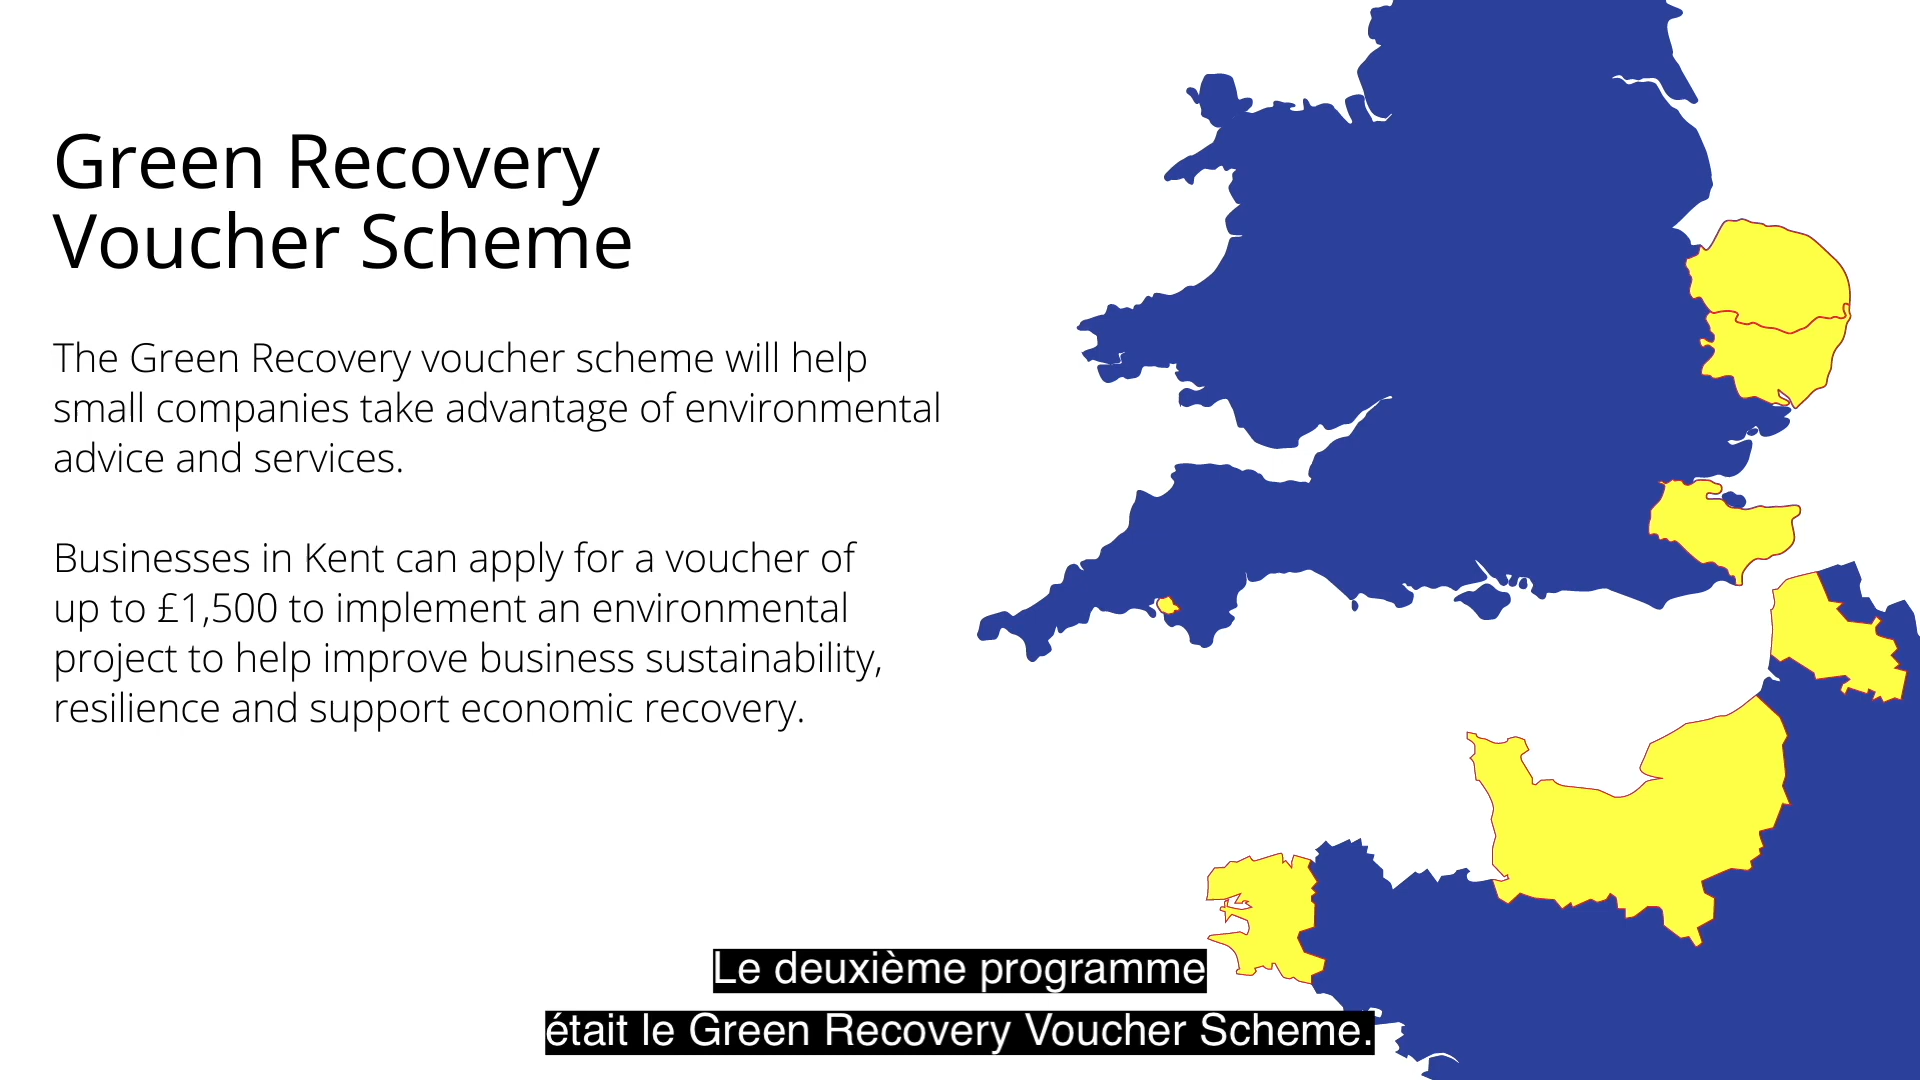 Green Recovery
Voucher Scheme
The Green Recovery voucher scheme will help
small companies take advantage of environmental
advice and services.
Businesses in Kent can apply for a voucher of
up to £1,500 to implement an environmental
project to help improve business sustainability,
resilience and support economic recovery.
Le deuxième programme
était le Green Recovery Voucher Scheme.